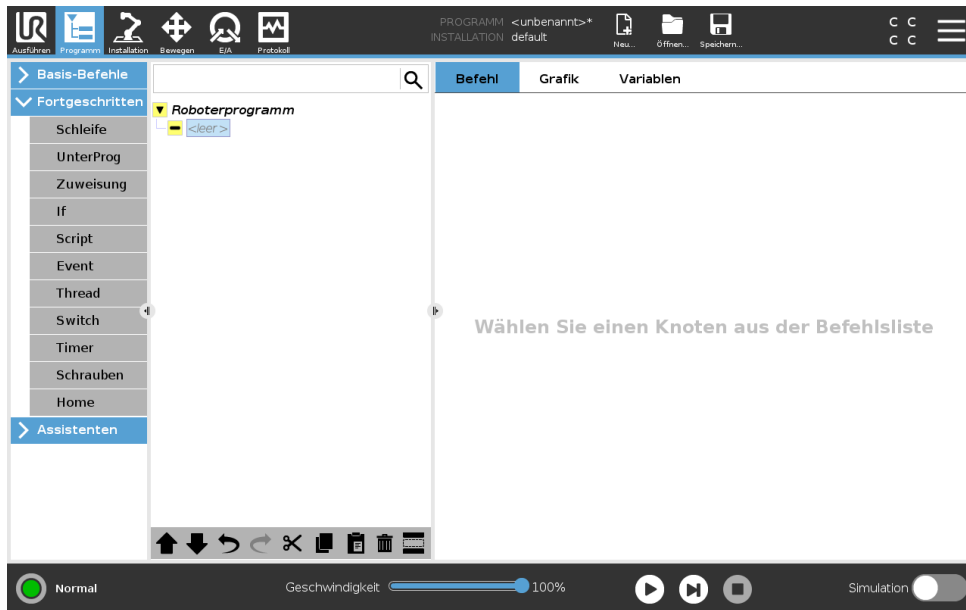 UR
PROGRAMM <unbenannt>*
INSTALLATION default
C C
C C
Ausführen Programm Installation Bewegen E/A Protokoll Neu... Öffnen... Speichern...
Basis-Befehle
Fortgeschritten
Schleife
UnterProg
Zuweisung
If
Script
Event
Thread
Switch
Timer
Schrauben
Home
Assistenten
Roboterprogramm
<leer>
Befehl Grafik Variablen
Wählen Sie einen Knoten aus der Befehlsliste
Normal Geschwindigkeit 100% Simulation